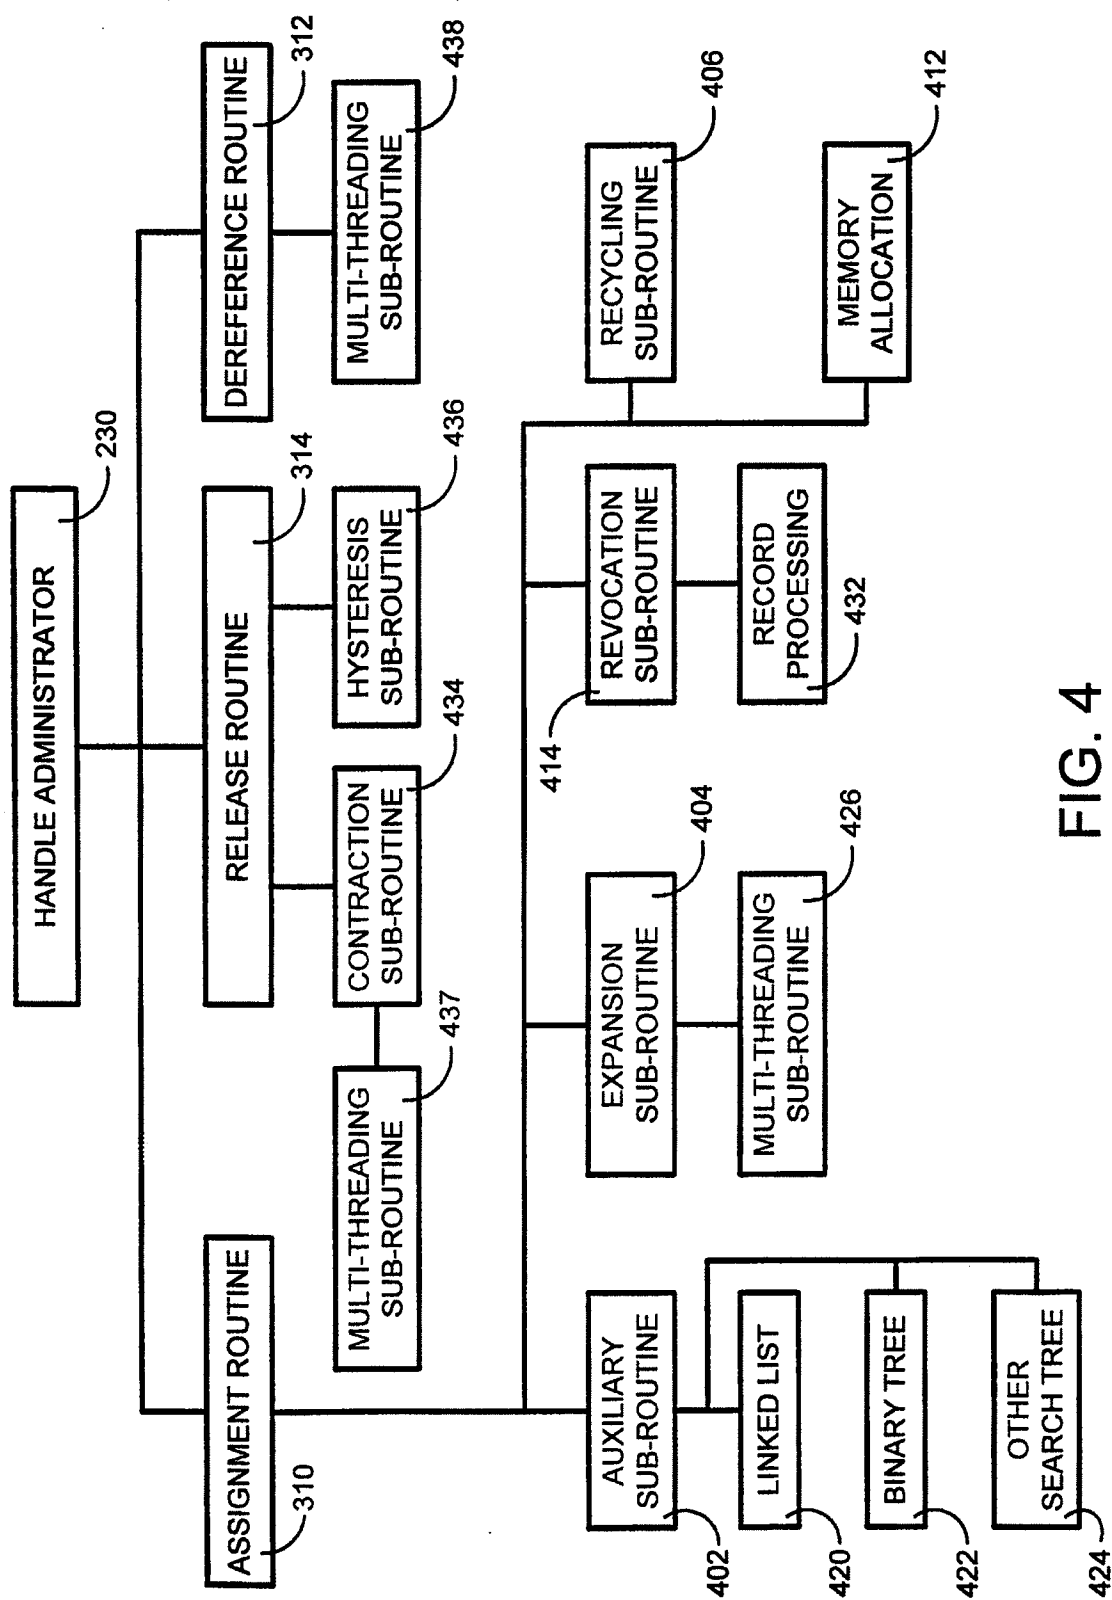 HANDLE ADMINISTRATOR
230
ASSIGNMENT ROUTINE
310
RELEASE ROUTINE
314
DEREFERENCE ROUTINE
312
MULTI-THREADING
SUB-ROUTINE
437
CONTRACTION
SUB-ROUTINE
434
HYSTERESIS
SUB-ROUTINE
436
MULTI-THREADING
SUB-ROUTINE
438
AUXILIARY
SUB-ROUTINE
402
EXPANSION
SUB-ROUTINE
404
REVOCATION
SUB-ROUTINE
414
RECYCLING
SUB-ROUTINE
406
LINKED LIST
420
MULTI-THREADING
SUB-ROUTINE
426
RECORD
PROCESSING
432
MEMORY
ALLOCATION
412
BINARY TREE
422
OTHER
SEARCH TREE
424
FIG. 4